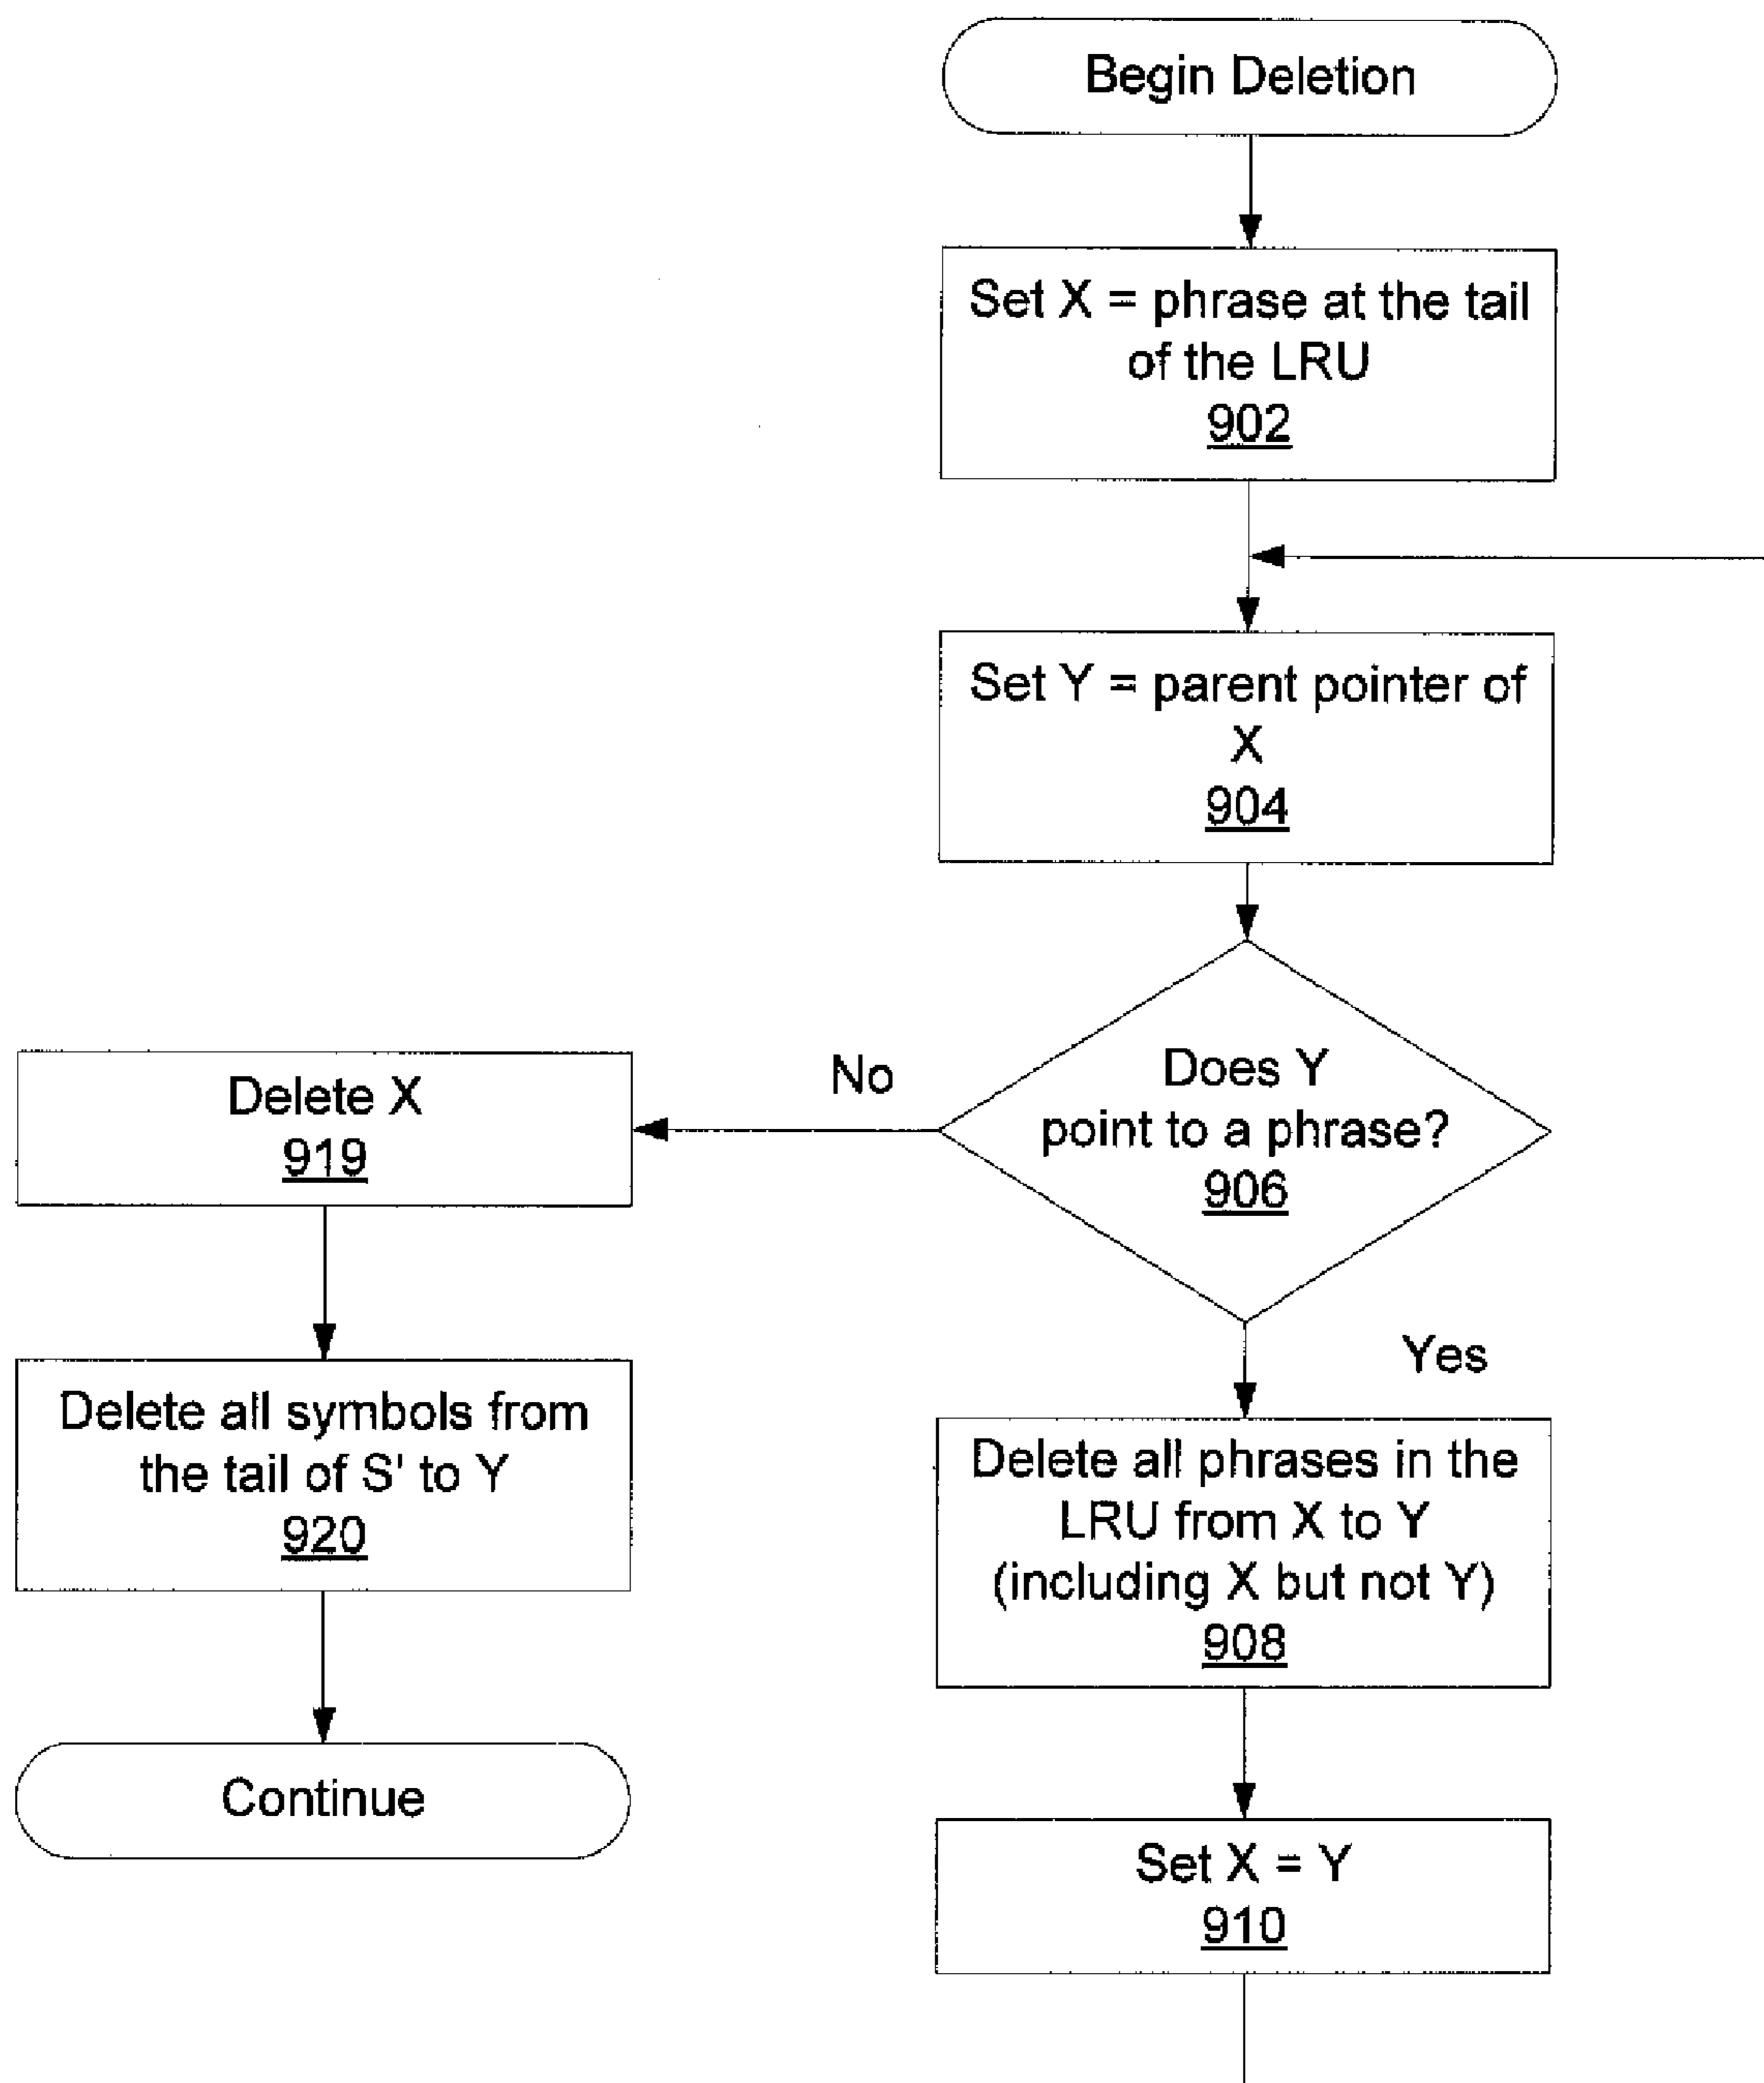 Begin Deletion
Set X = phrase at the tail
of the LRU
902
Set Y = parent pointer of
X
904
Does Y
point to a phrase?
906
No
Yes
Delete X
919
Delete all symbols from
the tail of S' to Y
920
Continue
Delete all phrases in the
LRU from X to Y
(including X but not Y)
908
Set X = Y
910